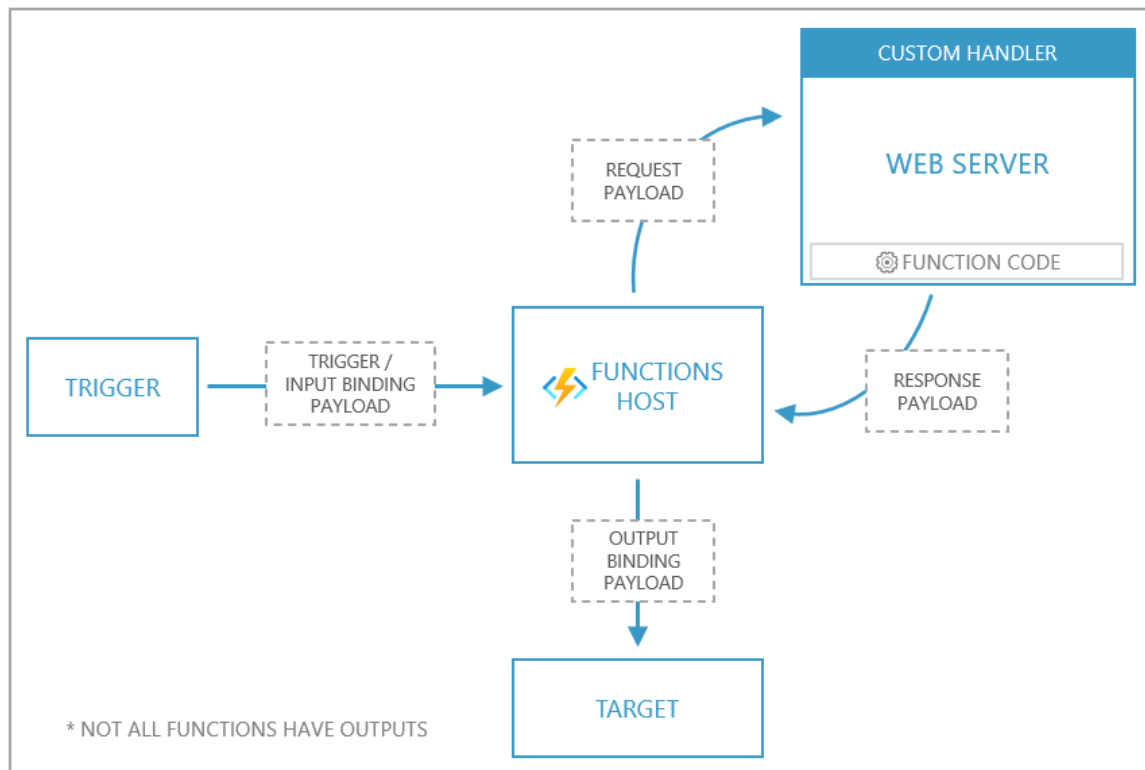 CUSTOM HANDLER
REQUEST
PAYLOAD
WEB SERVER
FUNCTION CODE
TRIGGER
TRIGGER /
INPUT BINDING
PAYLOAD
FUNCTIONS
HOST
RESPONSE
PAYLOAD
OUTPUT
BINDING
PAYLOAD
TARGET
* NOT ALL FUNCTIONS HAVE OUTPUTS